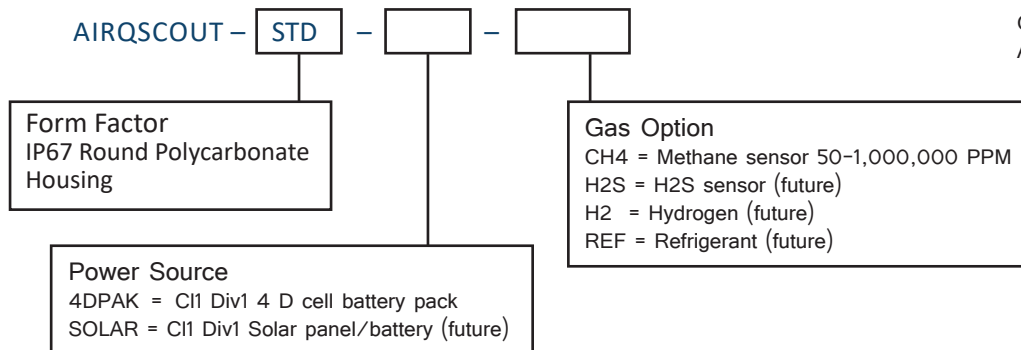 AIRQSCOUT – STD – –
Form Factor
IP67 Round Polycarbonate
Housing
Gas Option
CH4 = Methane sensor 50-1,000,000 PPM
H2S = H2S sensor (future)
H2 = Hydrogen (future)
REF = Refrigerant (future)
Power Source
4DPAK = Cl1 Div1 4 D cell battery pack
SOLAR = Cl1 Div1 Solar panel/battery (future)